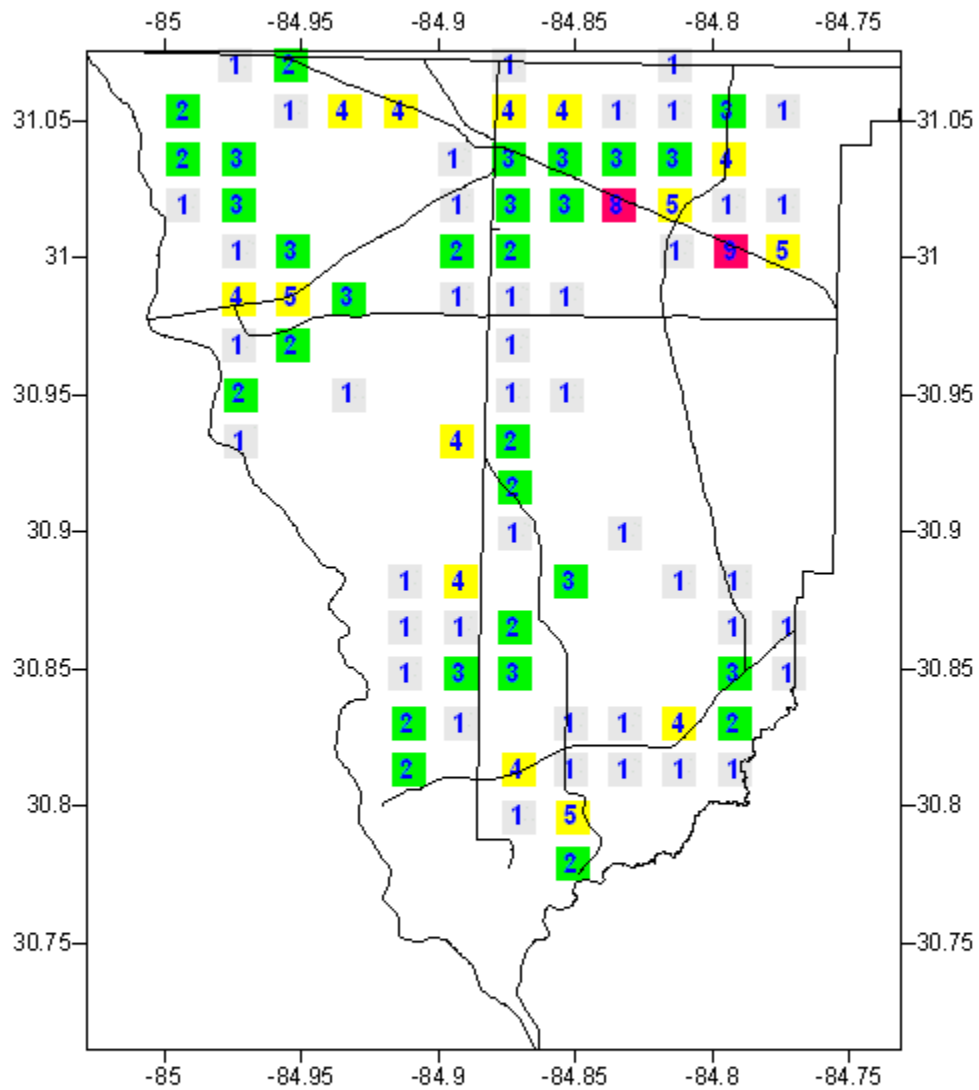 -85 -84.95 -84.9 -84.85 -84.8 -84.75
1 2 1 1
31.05 2 1 4 4 4 4 1 1 3 1 31.05
2 3 1 3 3 3 3 4
1 3 1 3 3 8 5 1 1
31 1 3 2 2 1 9 5 31
4 5 3 1 1 1
1 2 1
30.95 2 1 1 1 30.95
1 4 2
2
30.9 1 1 30.9
1 4 3 1 1
1 1 2 1 1
30.85 1 3 3 3 1 30.85
2 1 1 1 4 2
2 4 1 1 1 1
30.8 1 5 30.8
2
30.75 30.75
-85 -84.95 -84.9 -84.85 -84.8 -84.75